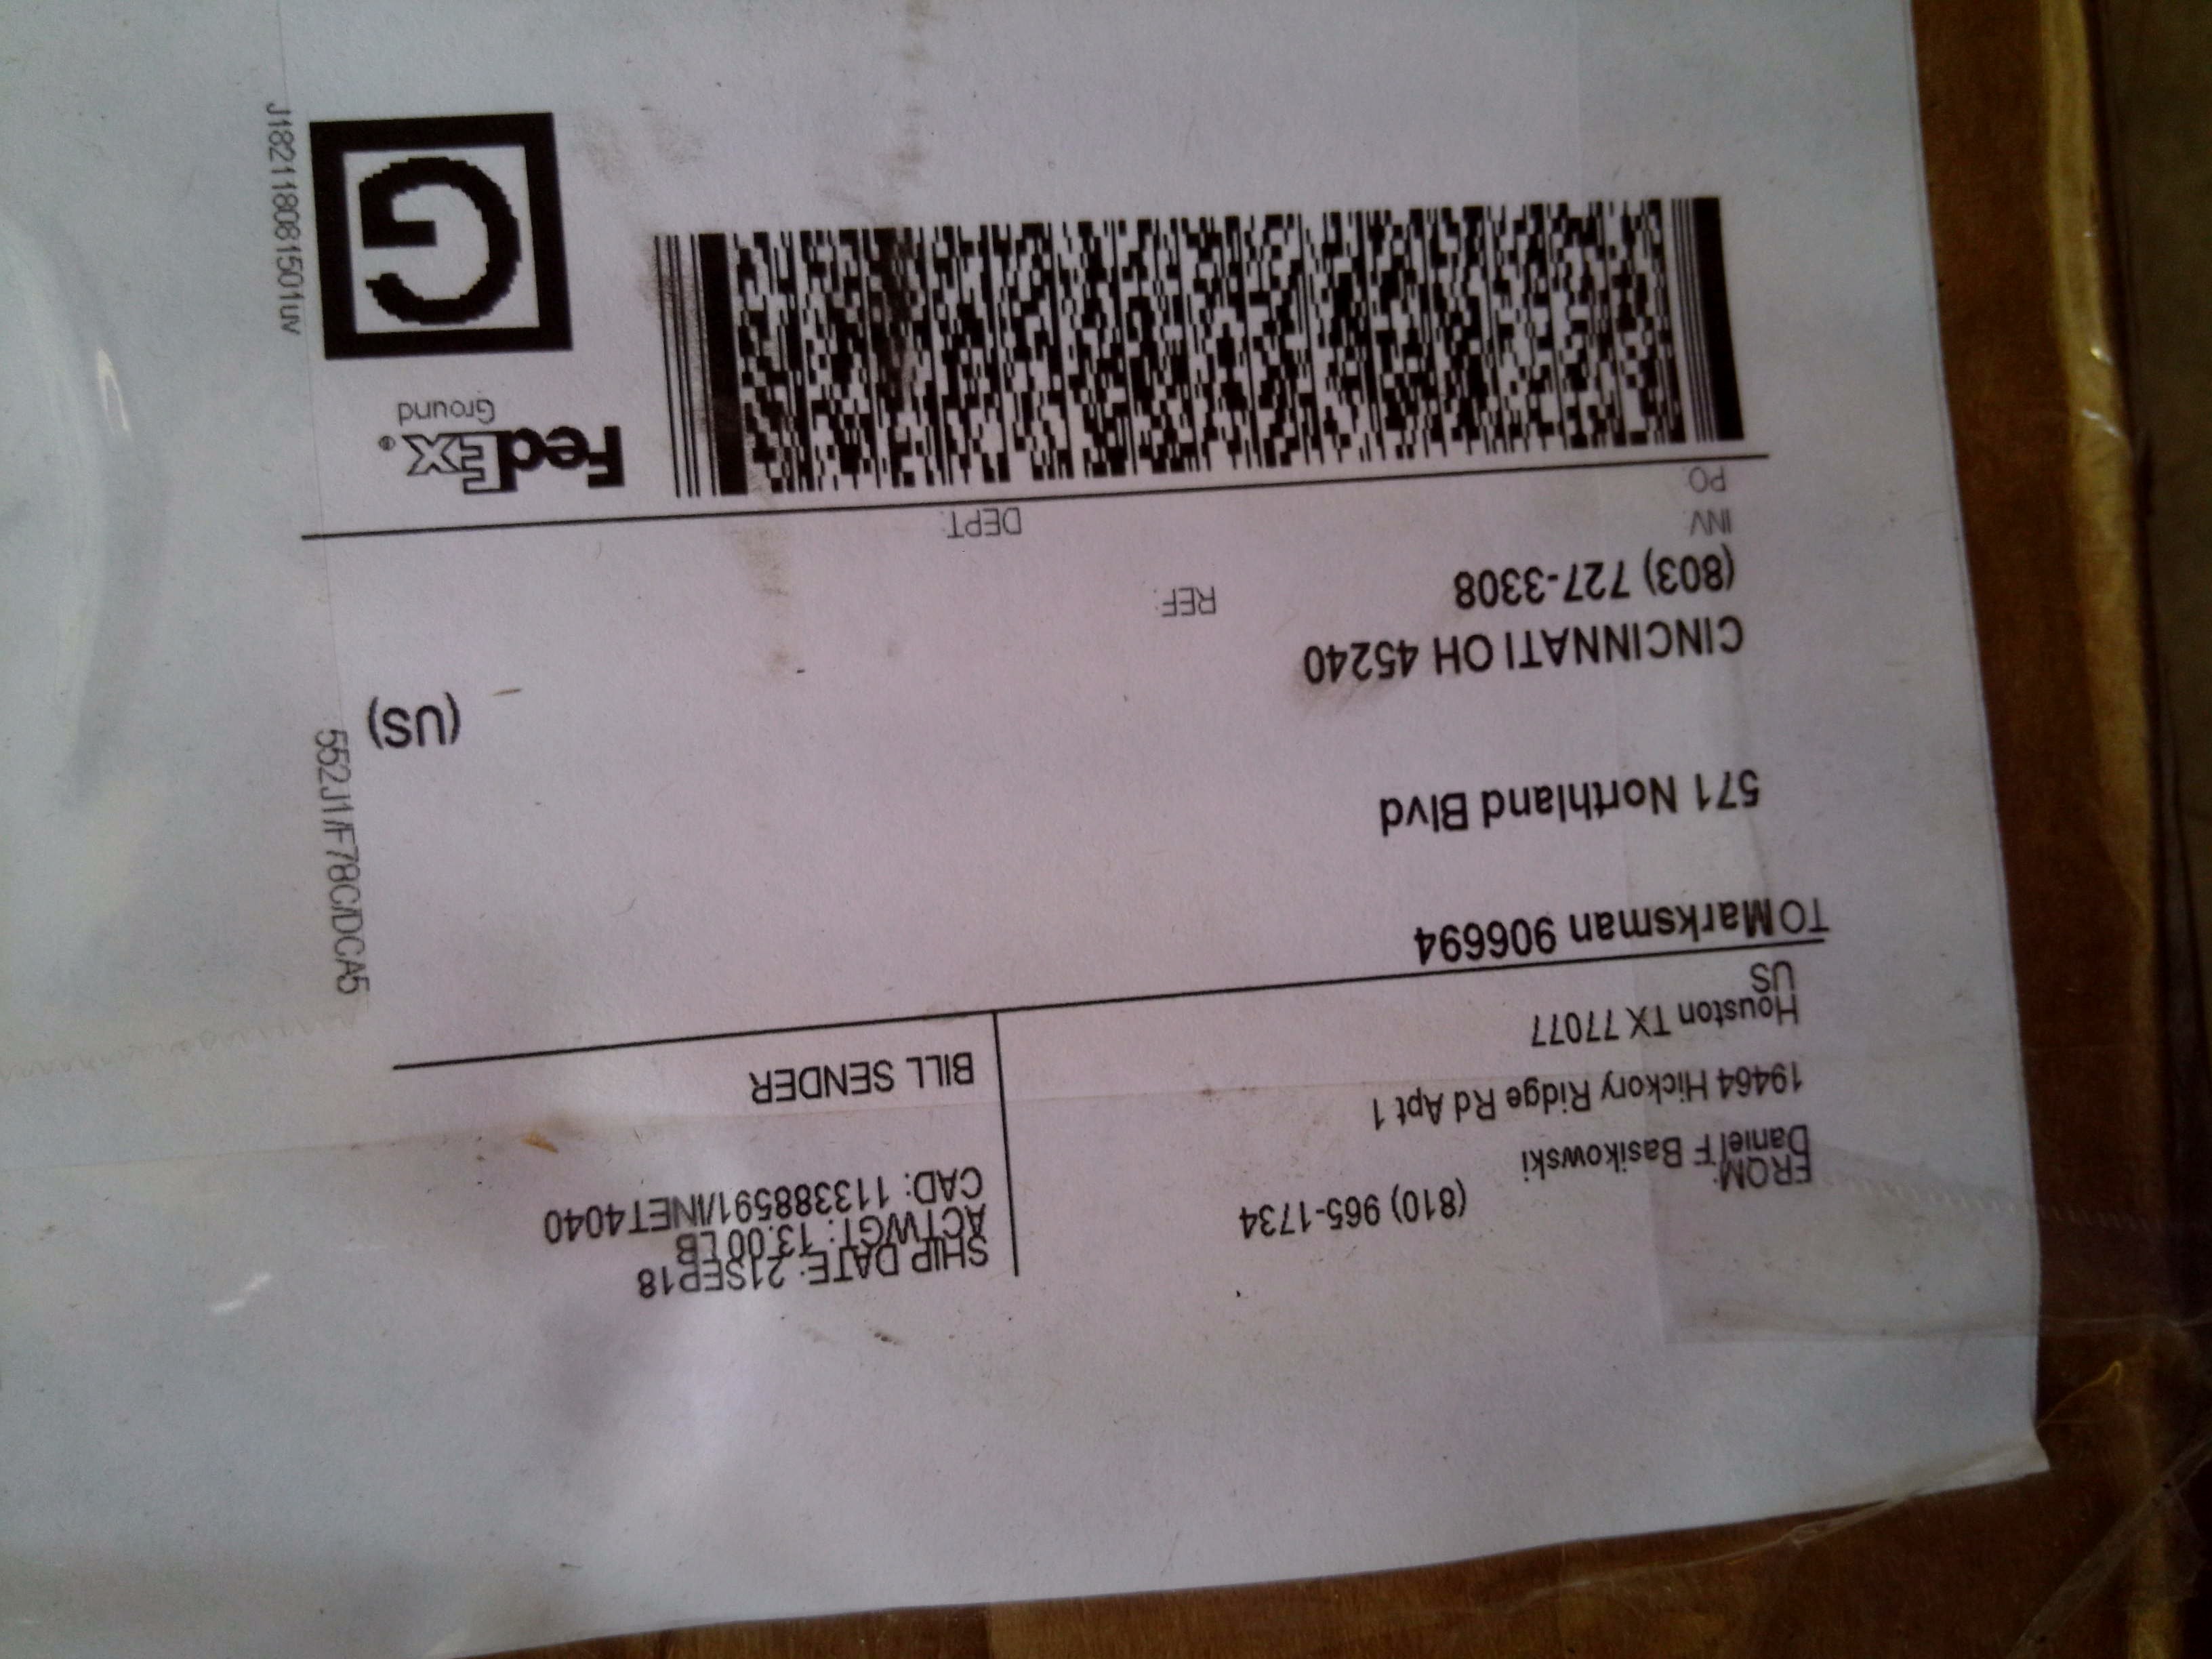 FROM: (810) 965-1734
Daniel F Basikowski
19464 Hickory Ridge Rd Apt 1
Houston TX 77077
US
SHIP DATE: 21SEP18
ACTWGT: 13.00 LB
CAD: 113388591/INET4040
BILL SENDER
TO Marksman 906694
571 Northland Blvd
CINCINNATI OH 45240
(US)
(803) 727-3308
REF:
INV:
PO:
DEPT:
552J1/F78C/DCA5
FedEx®
Ground
G
J182118081501uv